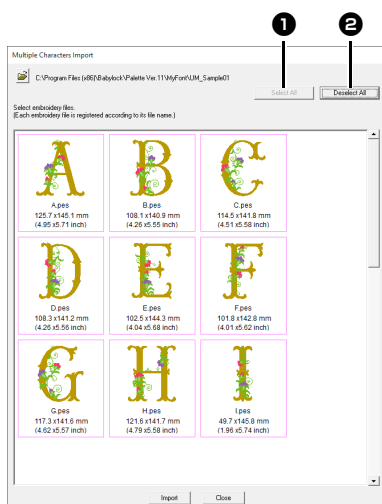 ❶ ❷
Multiple Characters Import
C:\Program Files (x86)\Babylock\Palette Ver.11\MyFont\UM_Sample01
Select All Deselect All
Select embroidery files.
(Each embroidery file is registered according to its file name.)
A B C
A.pes B.pes C.pes
125.7 x145.1 mm 108.1 x140.9 mm 114.5 x141.8 mm
(4.95 x5.71 inch) (4.26 x5.55 inch) (4.51 x5.58 inch)
D E F
D.pes E.pes F.pes
108.3 x141.2 mm 102.5 x144.3 mm 101.8 x142.8 mm
(4.26 x5.56 inch) (4.04 x5.68 inch) (4.01 x5.62 inch)
G H I
G.pes H.pes I.pes
117.3 x141.6 mm 121.6 x141.7 mm 49.7 x145.8 mm
(4.62 x5.57 inch) (4.79 x5.58 inch) (1.96 x5.74 inch)
Import Close